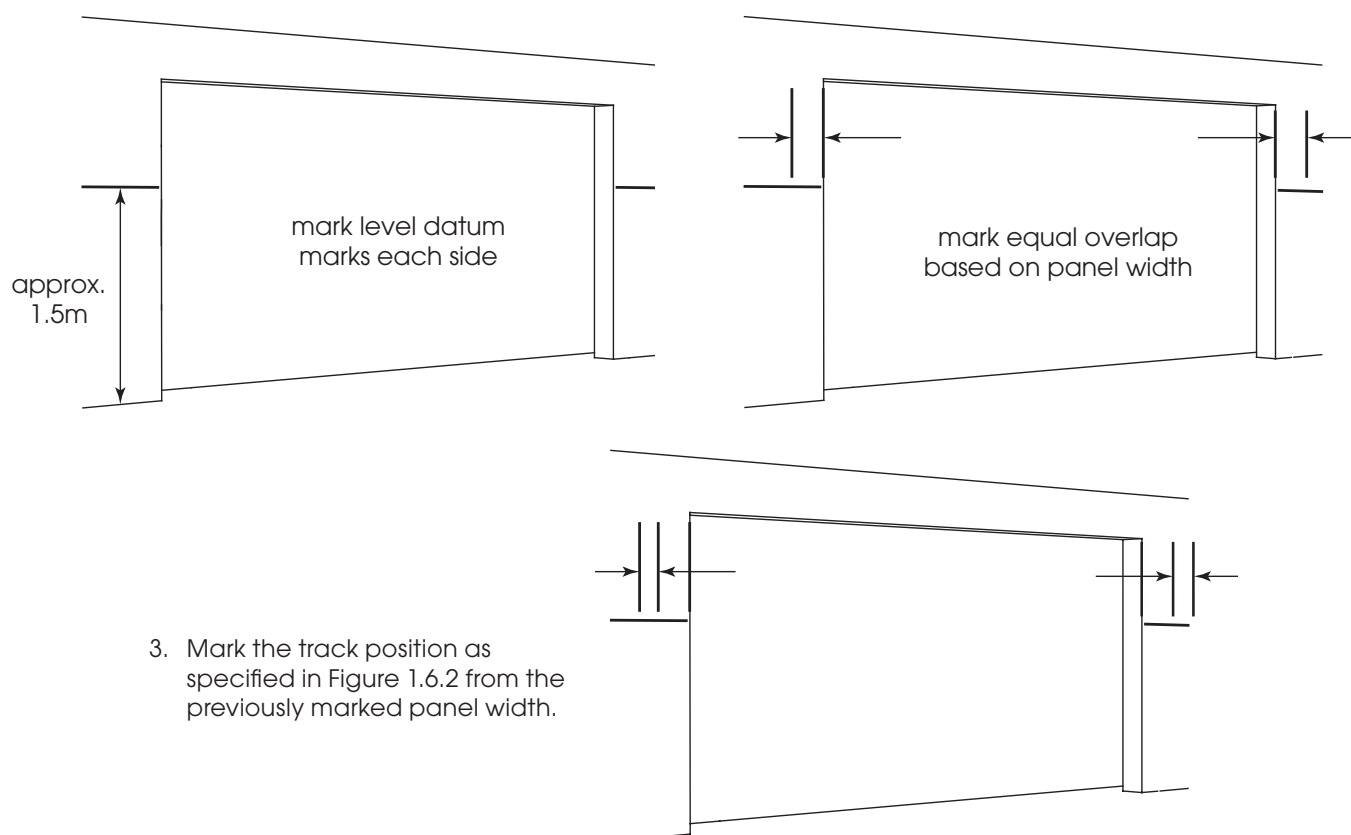 mark level datum
marks each side
approx.
1.5m
mark equal overlap
based on panel width
3. Mark the track position as
specified in Figure 1.6.2 from the
previously marked panel width.